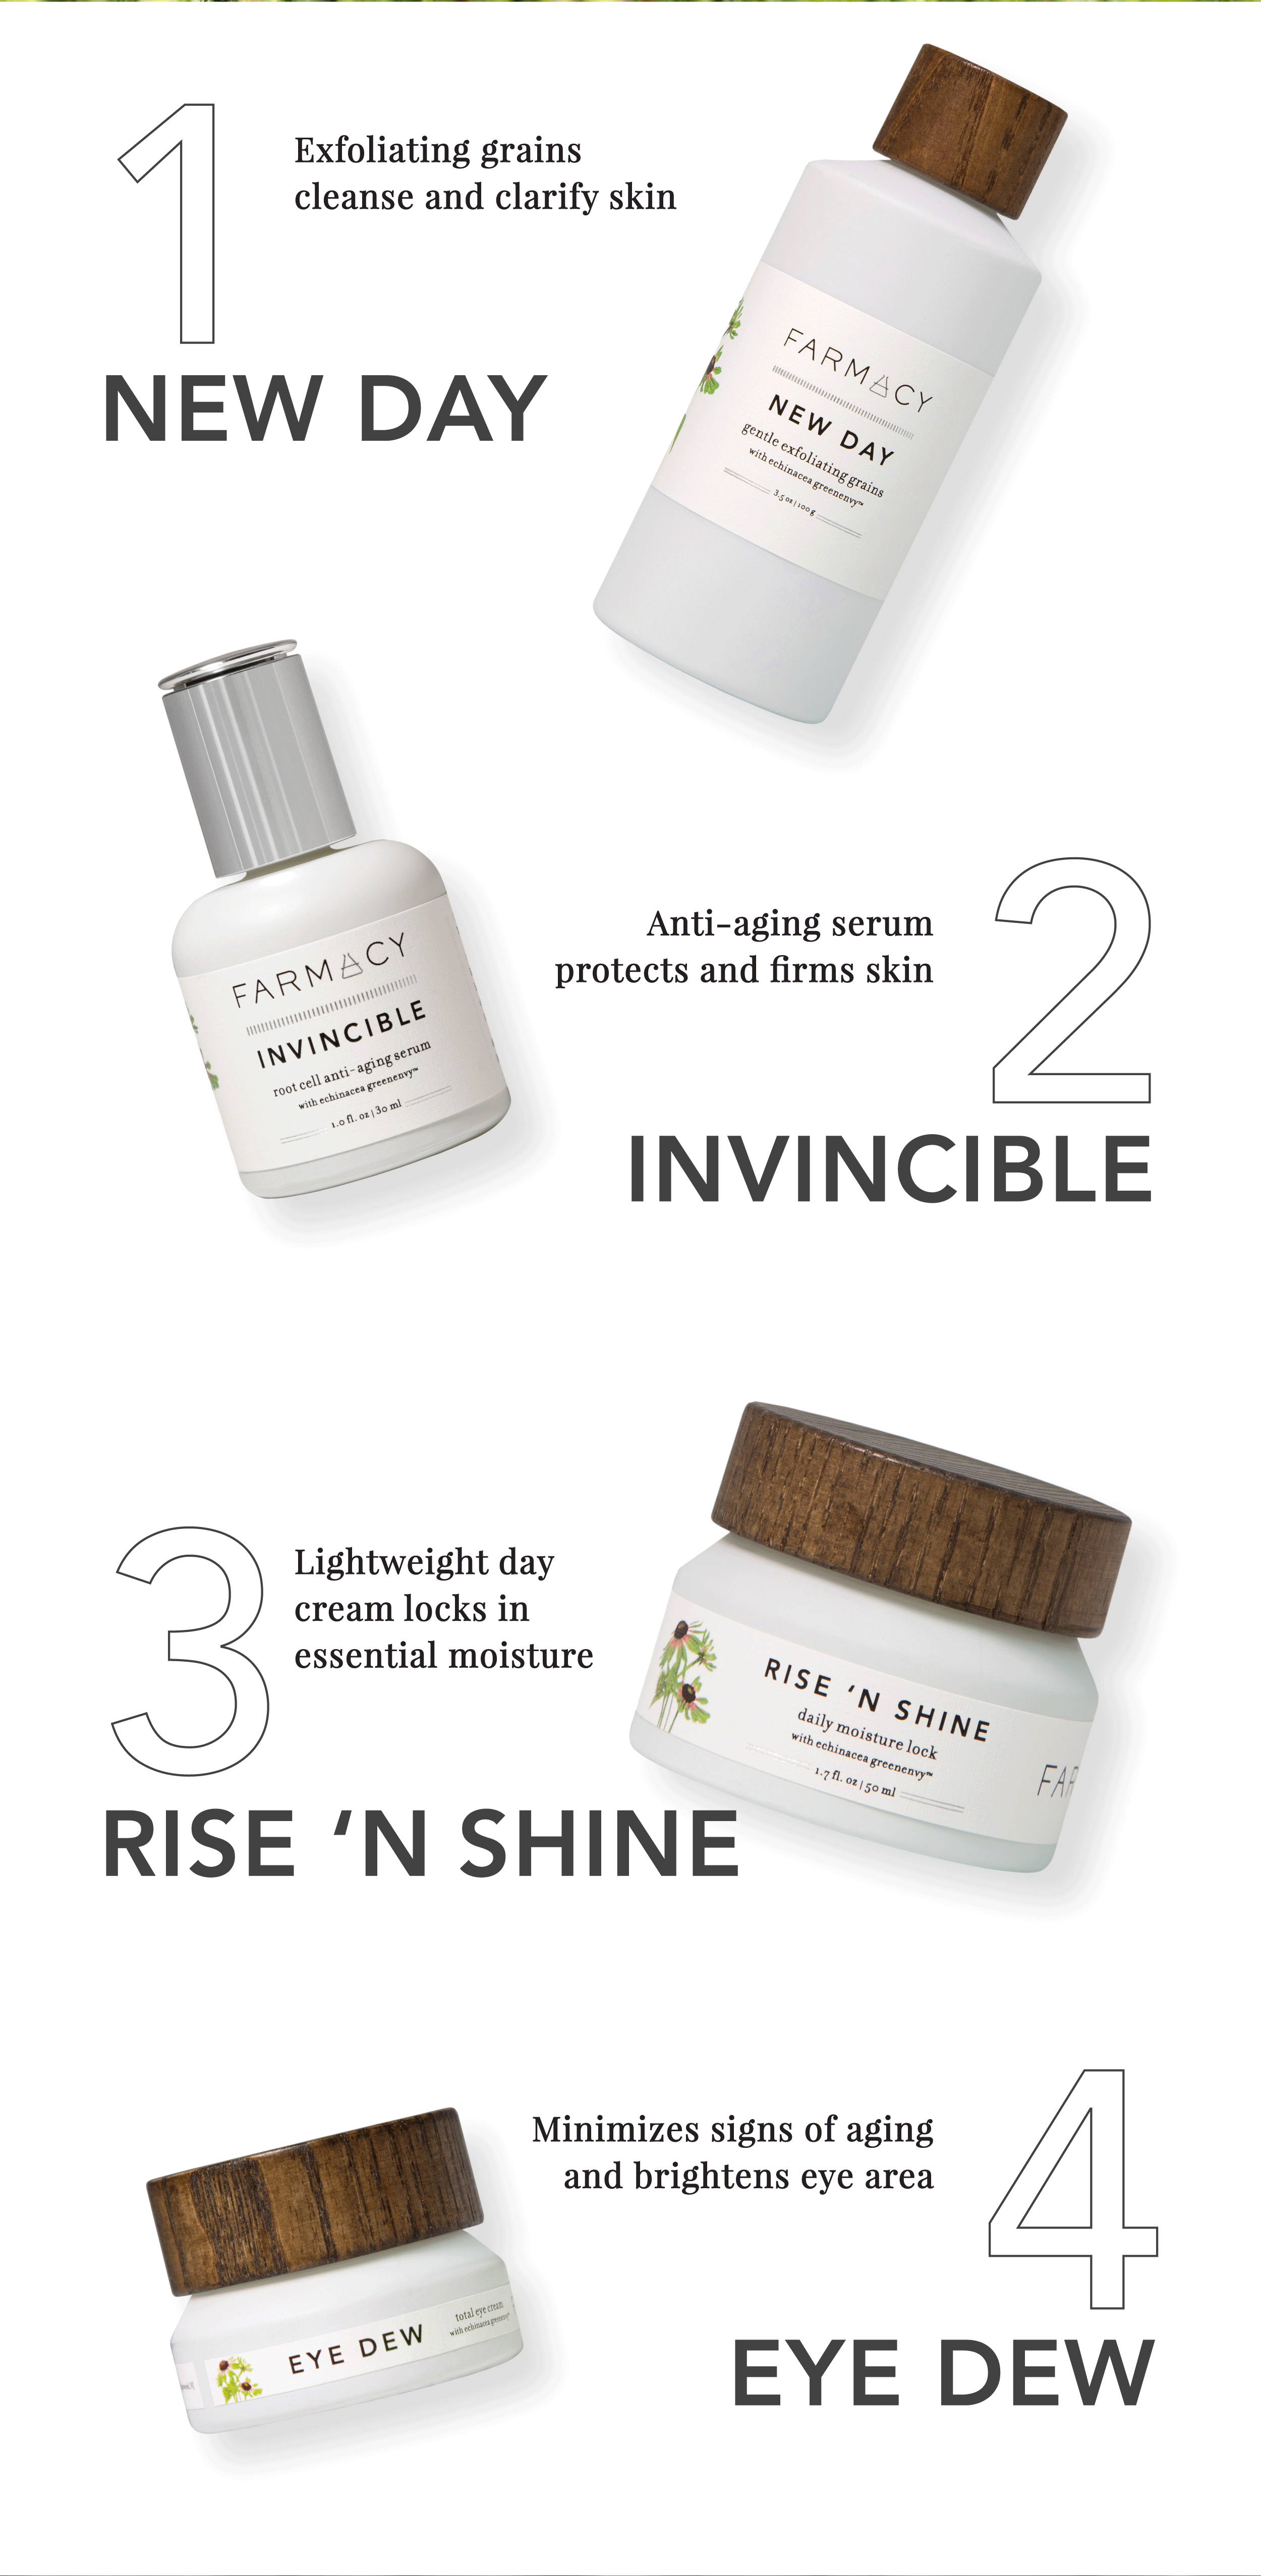 1
Exfoliating grains
cleanse and clarify skin
NEW DAY
FARMACY
NEW DAY
gentle exfoliating grains
with echinacea greenenvy™
3.5 oz | 100 g
FARMACY
INVINCIBLE
root cell anti-aging serum
with echinacea greenenvy™
1.0 fl. oz | 30 ml
2
Anti-aging serum
protects and firms skin
INVINCIBLE
3
Lightweight day
cream locks in
essential moisture
RISE ‘N SHINE
RISE ‘N SHINE
daily moisture lock
with echinacea greenenvy™
1.7 fl. oz | 50 ml
FAR
4
Minimizes signs of aging
and brightens eye area
EYE DEW
EYE DEW
total eye cream
with echinacea greenenvy™